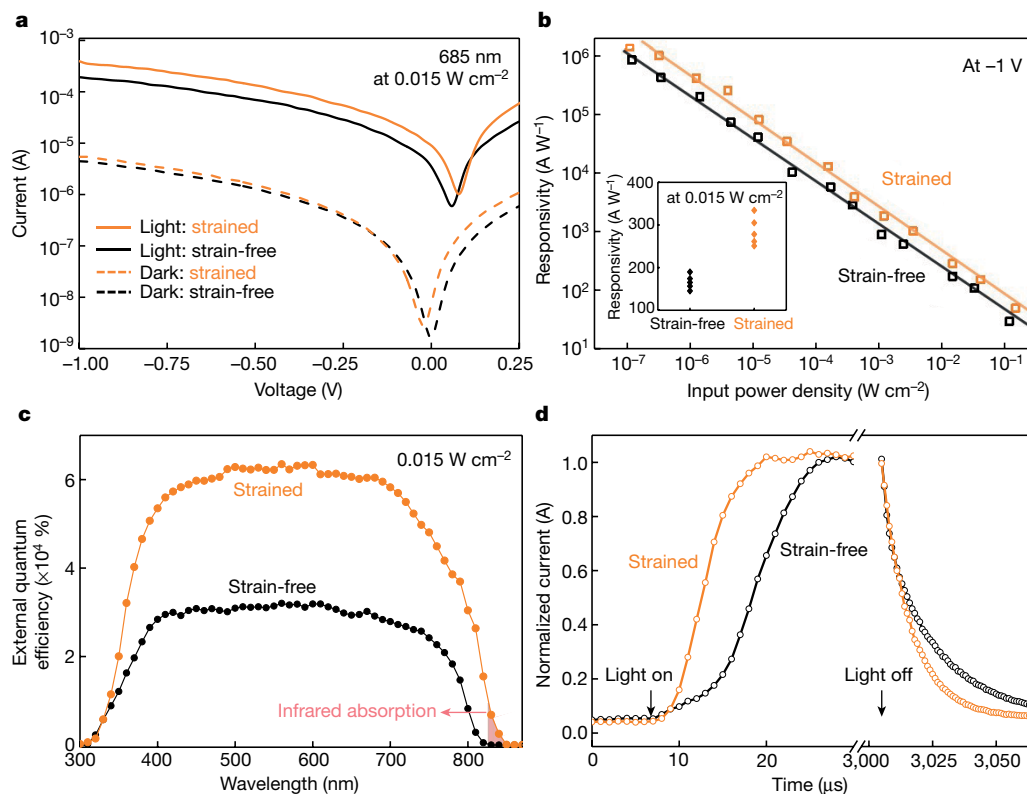 a
10⁻³
10⁻⁴
10⁻⁵
10⁻⁶
10⁻⁷
10⁻⁸
10⁻⁹
Current (A)
685 nm
at 0.015 W cm⁻²
Light: strained
Light: strain-free
Dark: strained
Dark: strain-free
−1.00 −0.75 −0.50 −0.25 0.00 0.25
Voltage (V)
b
10⁶
10⁵
10⁴
10³
10²
10¹
Responsivity (A W⁻¹)
At −1 V
Strained
Strain-free
at 0.015 W cm⁻²
400
300
200
100
Responsivity (A W⁻¹)
Strain-free Strained
10⁻⁷ 10⁻⁶ 10⁻⁵ 10⁻⁴ 10⁻³ 10⁻² 10⁻¹
Input power density (W cm⁻²)
c
6
4
2
0
External quantum
efficiency (×10⁴ %)
0.015 W cm⁻²
Strained
Strain-free
Infrared absorption
300 400 500 600 700 800
Wavelength (nm)
d
1.0
0.8
0.6
0.4
0.2
0.0
Normalized current (A)
Strained
Strain-free
Light on
Light off
0 10 20 3,000 3,025 3,050
Time (μs)